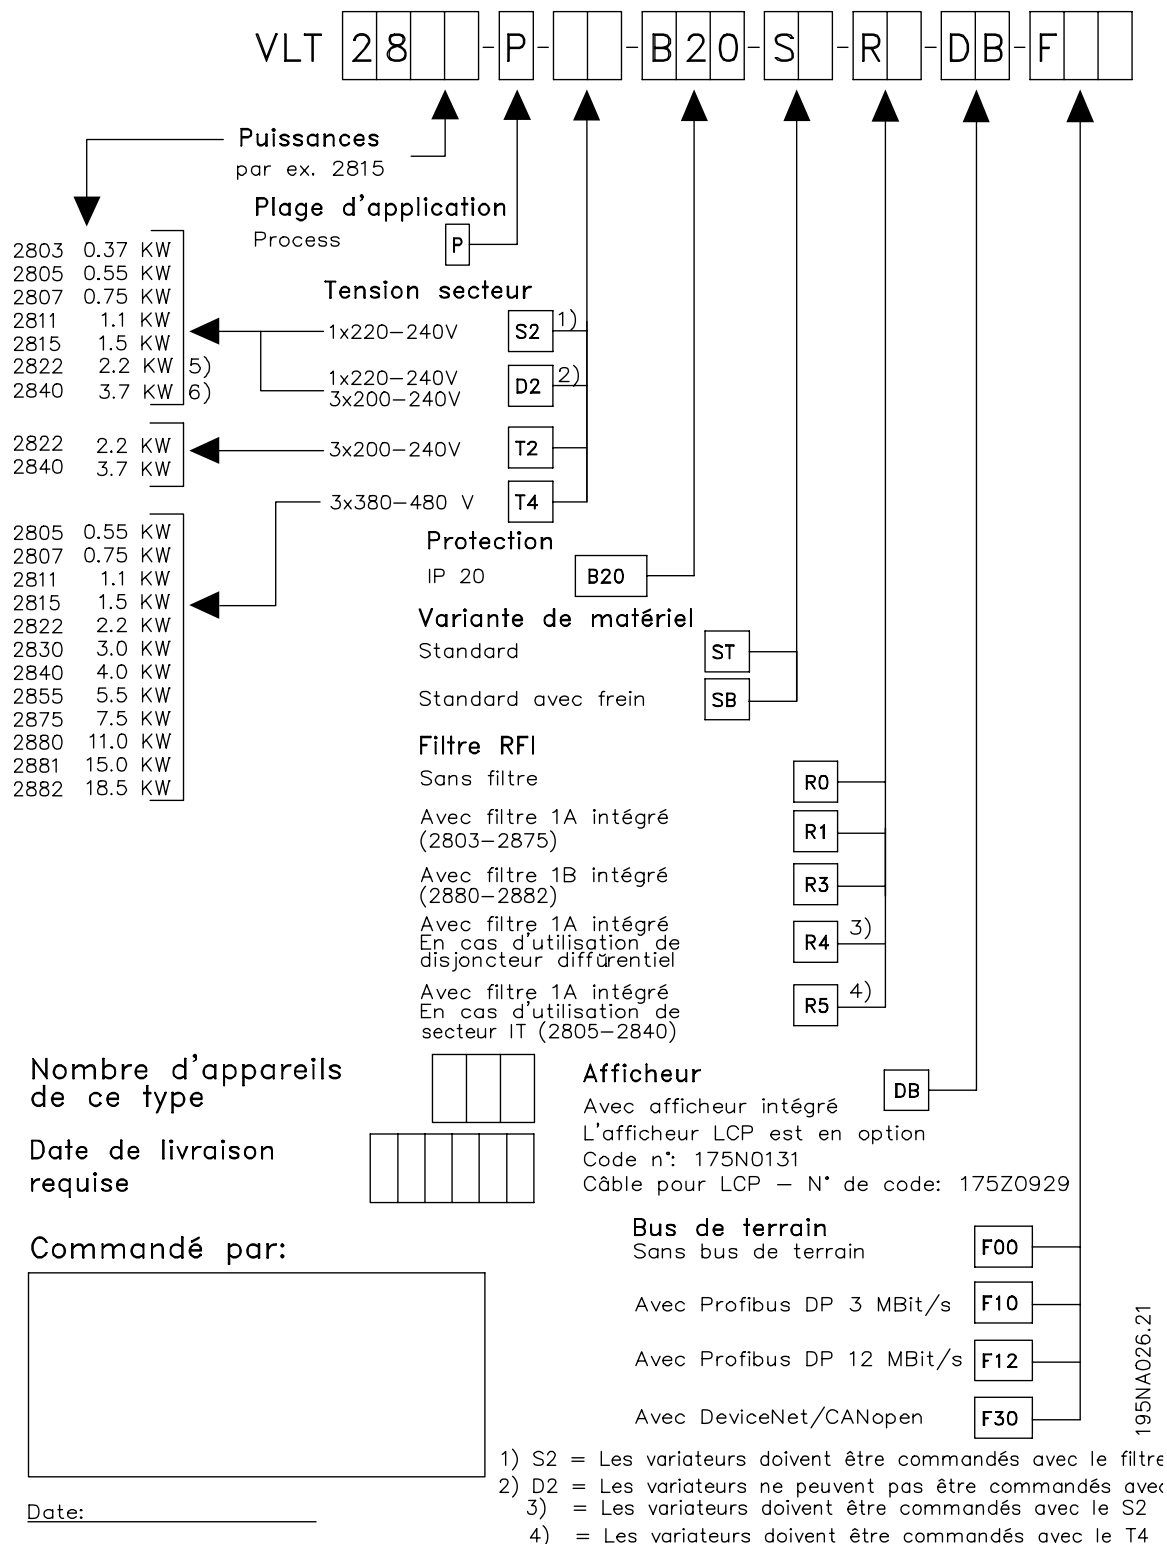 VLT 28 -P- -B20-S -R -DB-F
Puissances
par ex. 2815
Plage d'application
Process P
2803 0.37 KW
2805 0.55 KW
2807 0.75 KW
2811 1.1 KW
2815 1.5 KW
2822 2.2 KW 5)
2840 3.7 KW 6)
Tension secteur
1x220-240V S2 1)
1x220-240V
3x200-240V D2 2)
2822 2.2 KW
2840 3.7 KW
3x200-240V T2
3x380-480 V T4
2805 0.55 KW
2807 0.75 KW
2811 1.1 KW
2815 1.5 KW
2822 2.2 KW
2830 3.0 KW
2840 4.0 KW
2855 5.5 KW
2875 7.5 KW
2880 11.0 KW
2881 15.0 KW
2882 18.5 KW
Protection
IP 20 B20
Variante de matériel
Standard ST
Standard avec frein SB
Filtre RFI
Sans filtre R0
Avec filtre 1A intégré
(2803-2875) R1
Avec filtre 1B intégré
(2880-2882) R3
Avec filtre 1A intégré
En cas d'utilisation de
disjoncteur diffŭrentiel R4 3)
Avec filtre 1A intégré
En cas d'utilisation de
secteur IT (2805-2840) R5 4)
Nombre d'appareils
de ce type
Date de livraison
requise
Afficheur
Avec afficheur intégré DB
L'afficheur LCP est en option
Code n°: 175N0131
Câble pour LCP – N° de code: 175Z0929
Commandé par:
Bus de terrain
Sans bus de terrain F00
Avec Profibus DP 3 MBit/s F10
Avec Profibus DP 12 MBit/s F12
Avec DeviceNet/CANopen F30
195NA026.21
1) S2 = Les variateurs doivent être commandés avec le filtre
2) D2 = Les variateurs ne peuvent pas être commandés avec
3) = Les variateurs doivent être commandés avec le S2
4) = Les variateurs doivent être commandés avec le T4
Date: